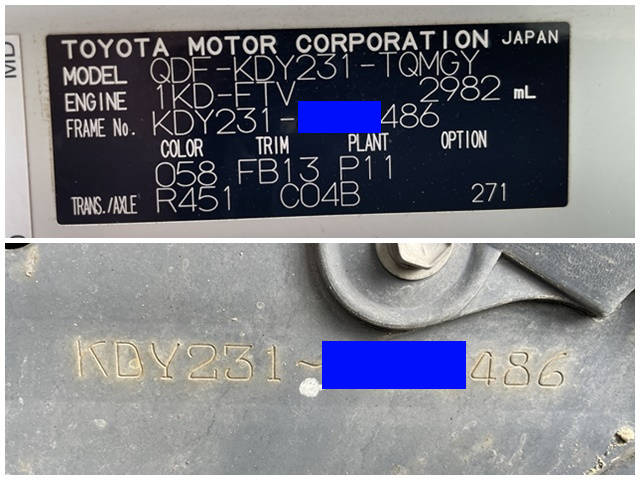 MD
TOYOTA MOTOR CORPORATION JAPAN
MODEL QDF-KDY231-TQMGY
ENGINE 1KD-FTV 2982 mL
FRAME No. KDY231- 486
COLOR TRIM PLANT OPTION
058 FB13 P11
TRANS./AXLE R451 C04B 271
KDY231- 486